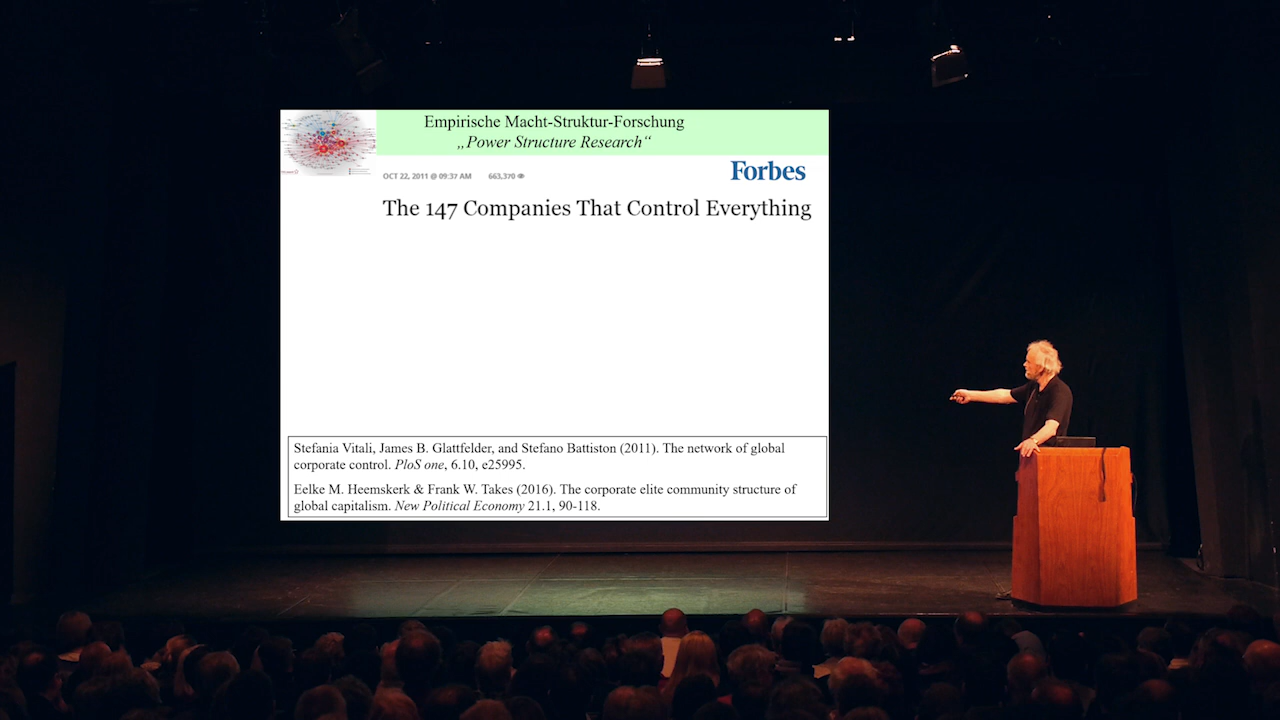 Empirische Macht-Struktur-Forschung
„Power Structure Research“
Forbes
OCT 22, 2011 @ 09:37 AM 663,370
The 147 Companies That Control Everything
Stefania Vitali, James B. Glattfelder, and Stefano Battiston (2011). The network of global
corporate control. PloS one, 6.10, e25995.
Eelke M. Heemskerk & Frank W. Takes (2016). The corporate elite community structure of
global capitalism. New Political Economy 21.1, 90-118.